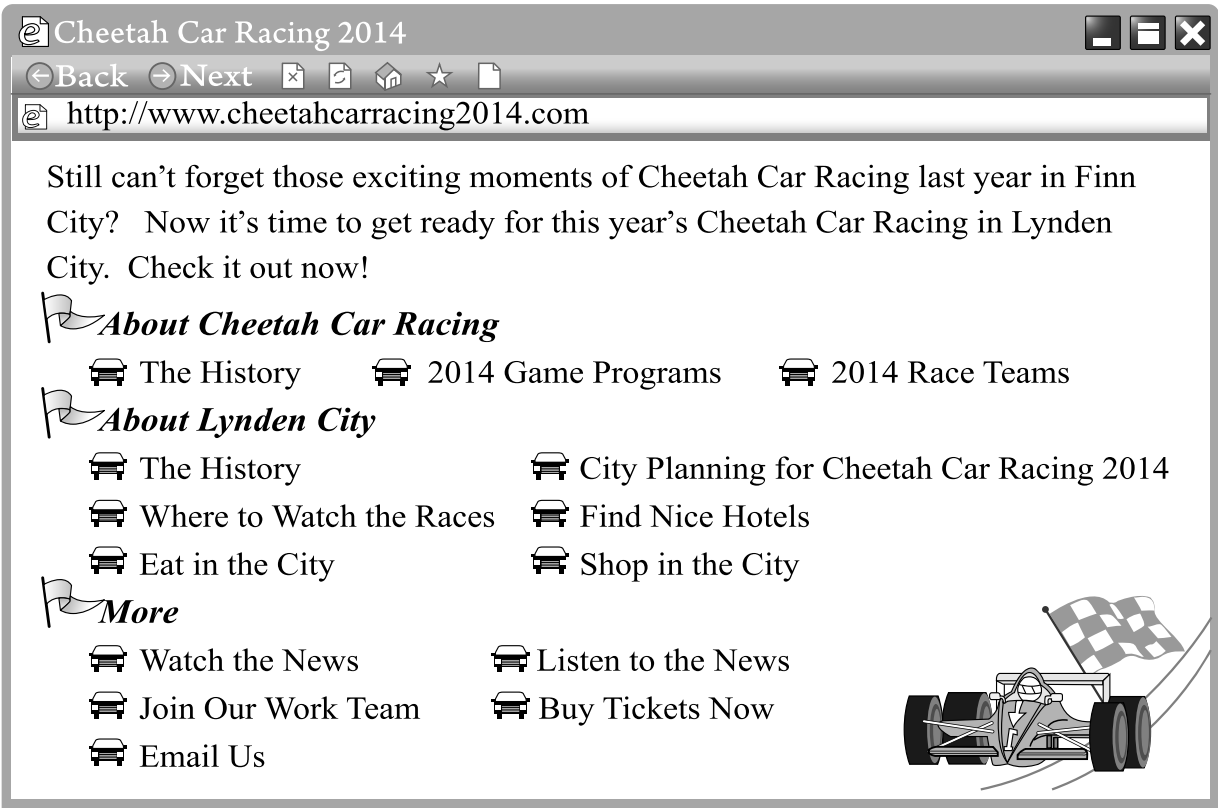 Cheetah Car Racing 2014
Back Next
http://www.cheetahcarracing2014.com
Still can't forget those exciting moments of Cheetah Car Racing last year in Finn
City? Now it's time to get ready for this year's Cheetah Car Racing in Lynden
City. Check it out now!
About Cheetah Car Racing
The History 2014 Game Programs 2014 Race Teams
About Lynden City
The History City Planning for Cheetah Car Racing 2014
Where to Watch the Races Find Nice Hotels
Eat in the City Shop in the City
More
Watch the News Listen to the News
Join Our Work Team Buy Tickets Now
Email Us